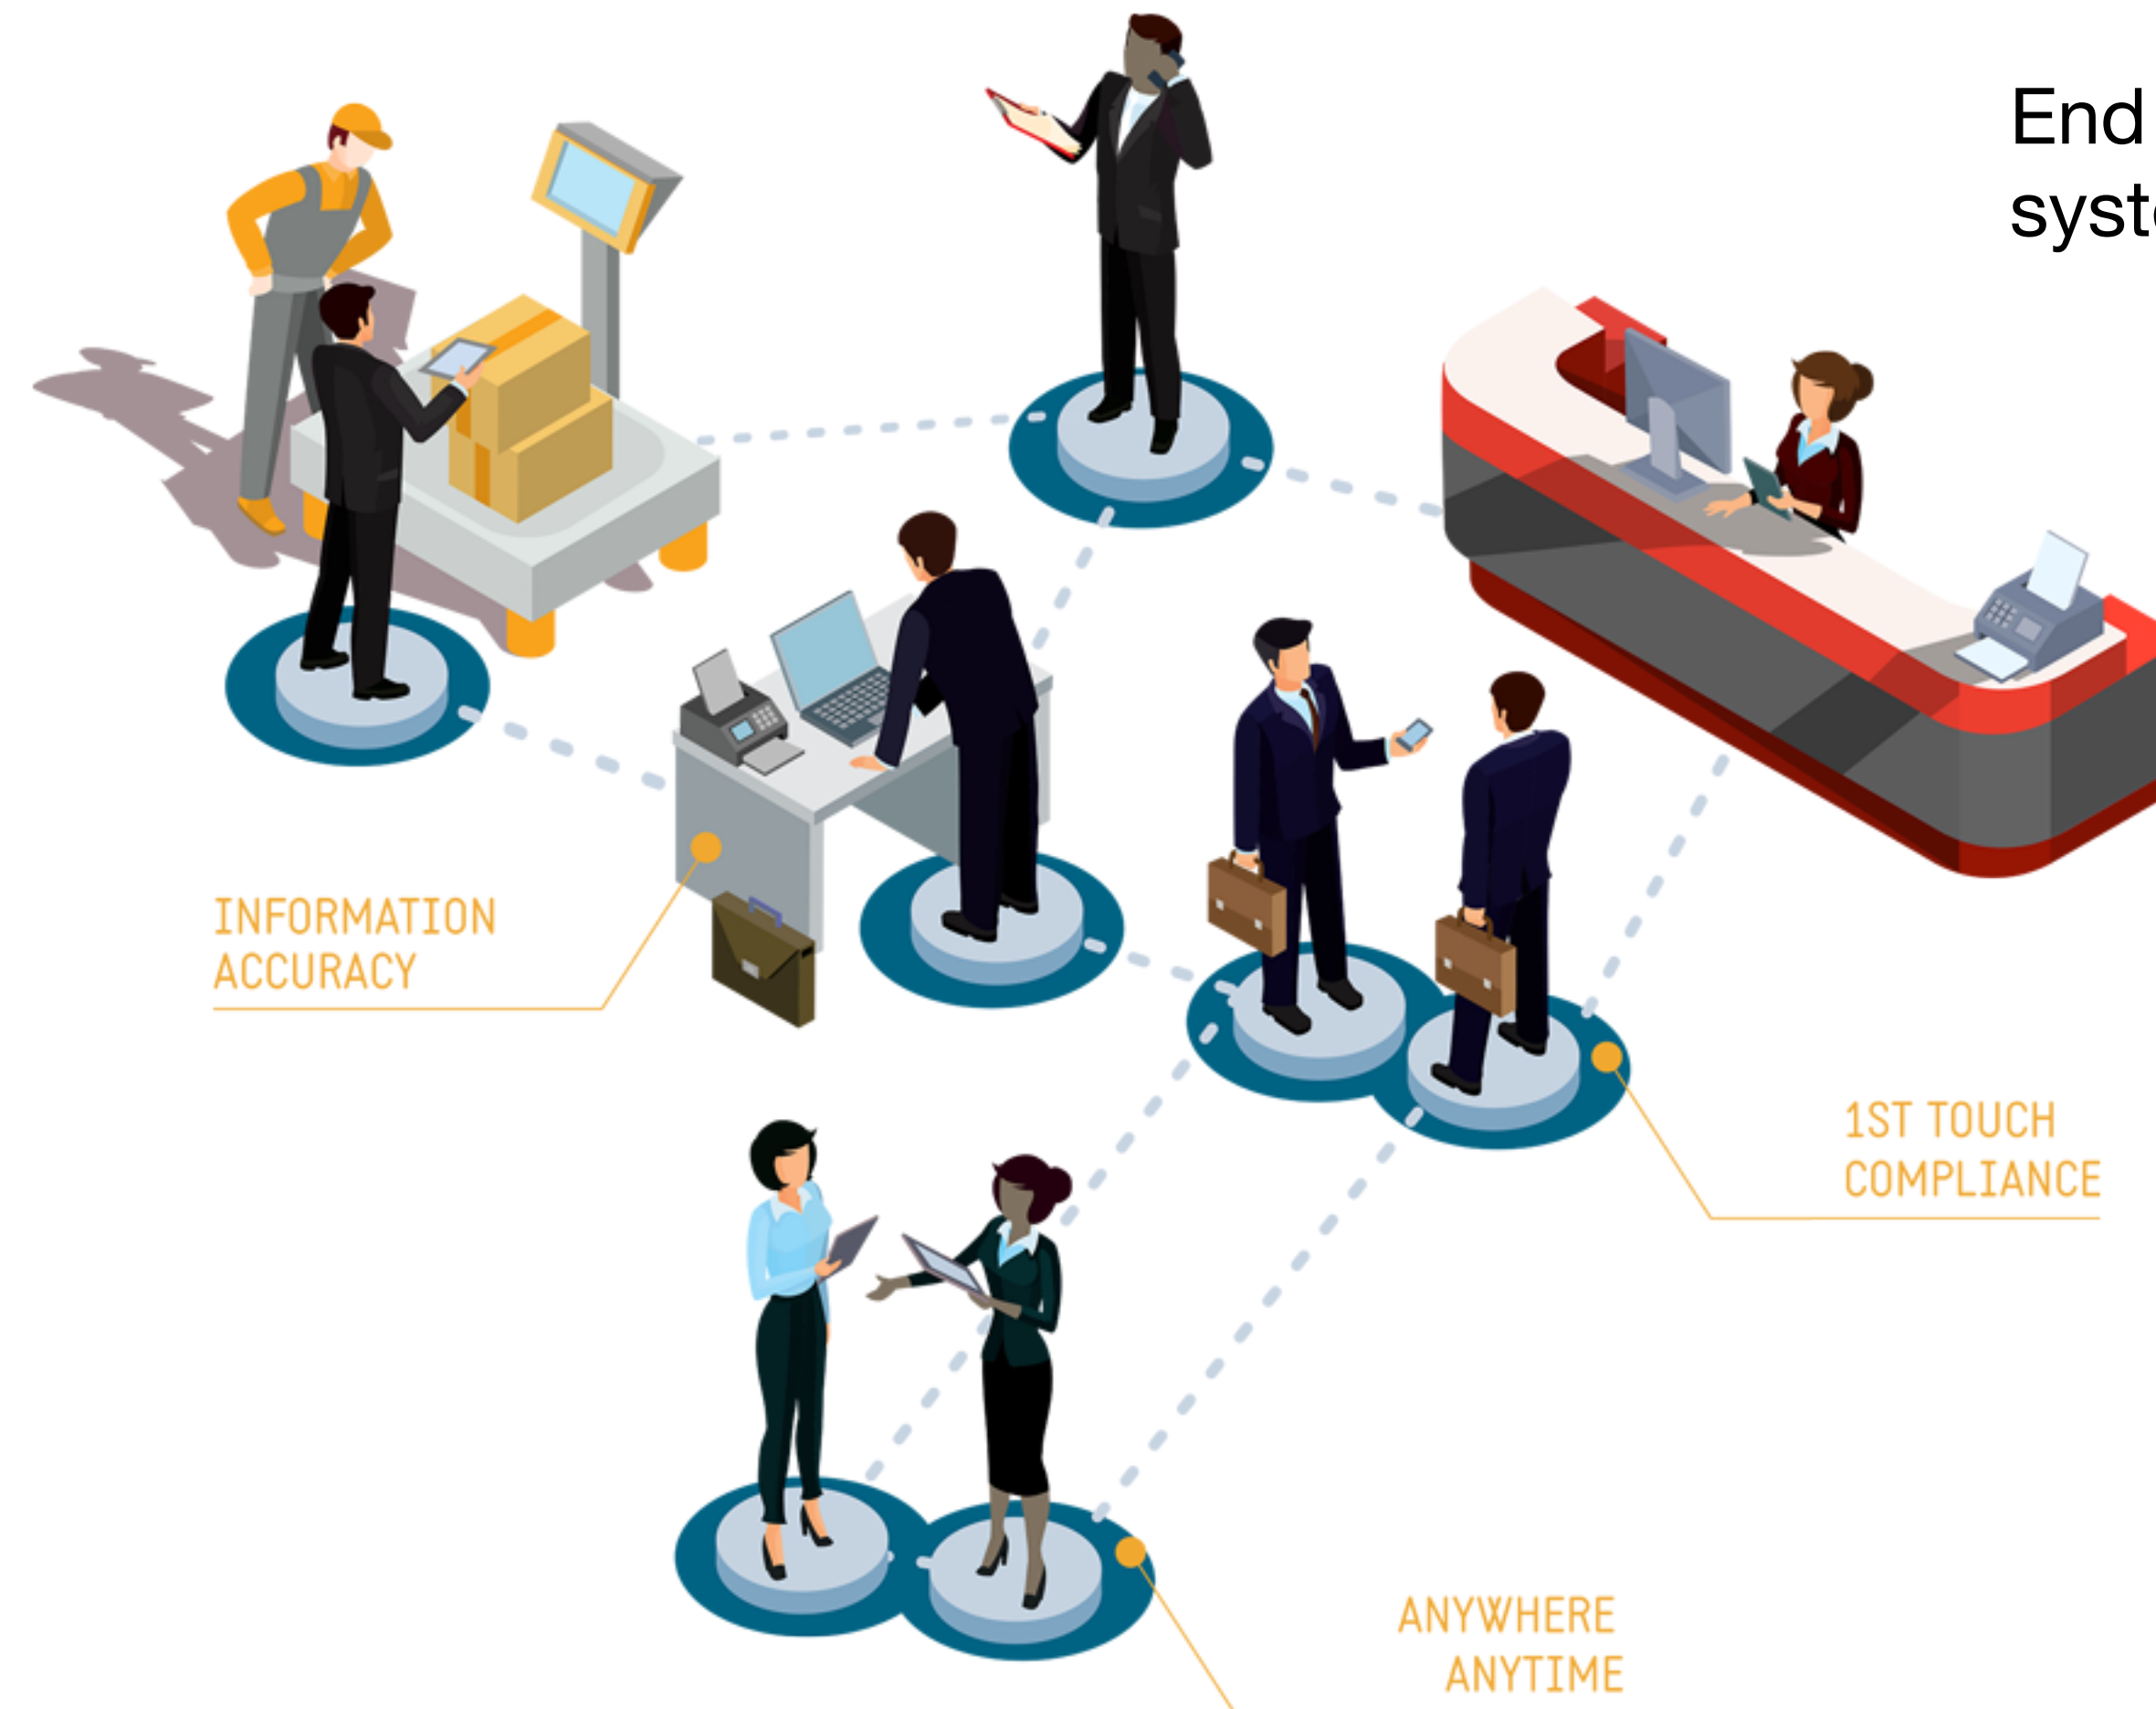 End
INFORMATION
ACCURACY
1ST TOUCH
COMPLIANCE
ANYWHERE
ANYTIME